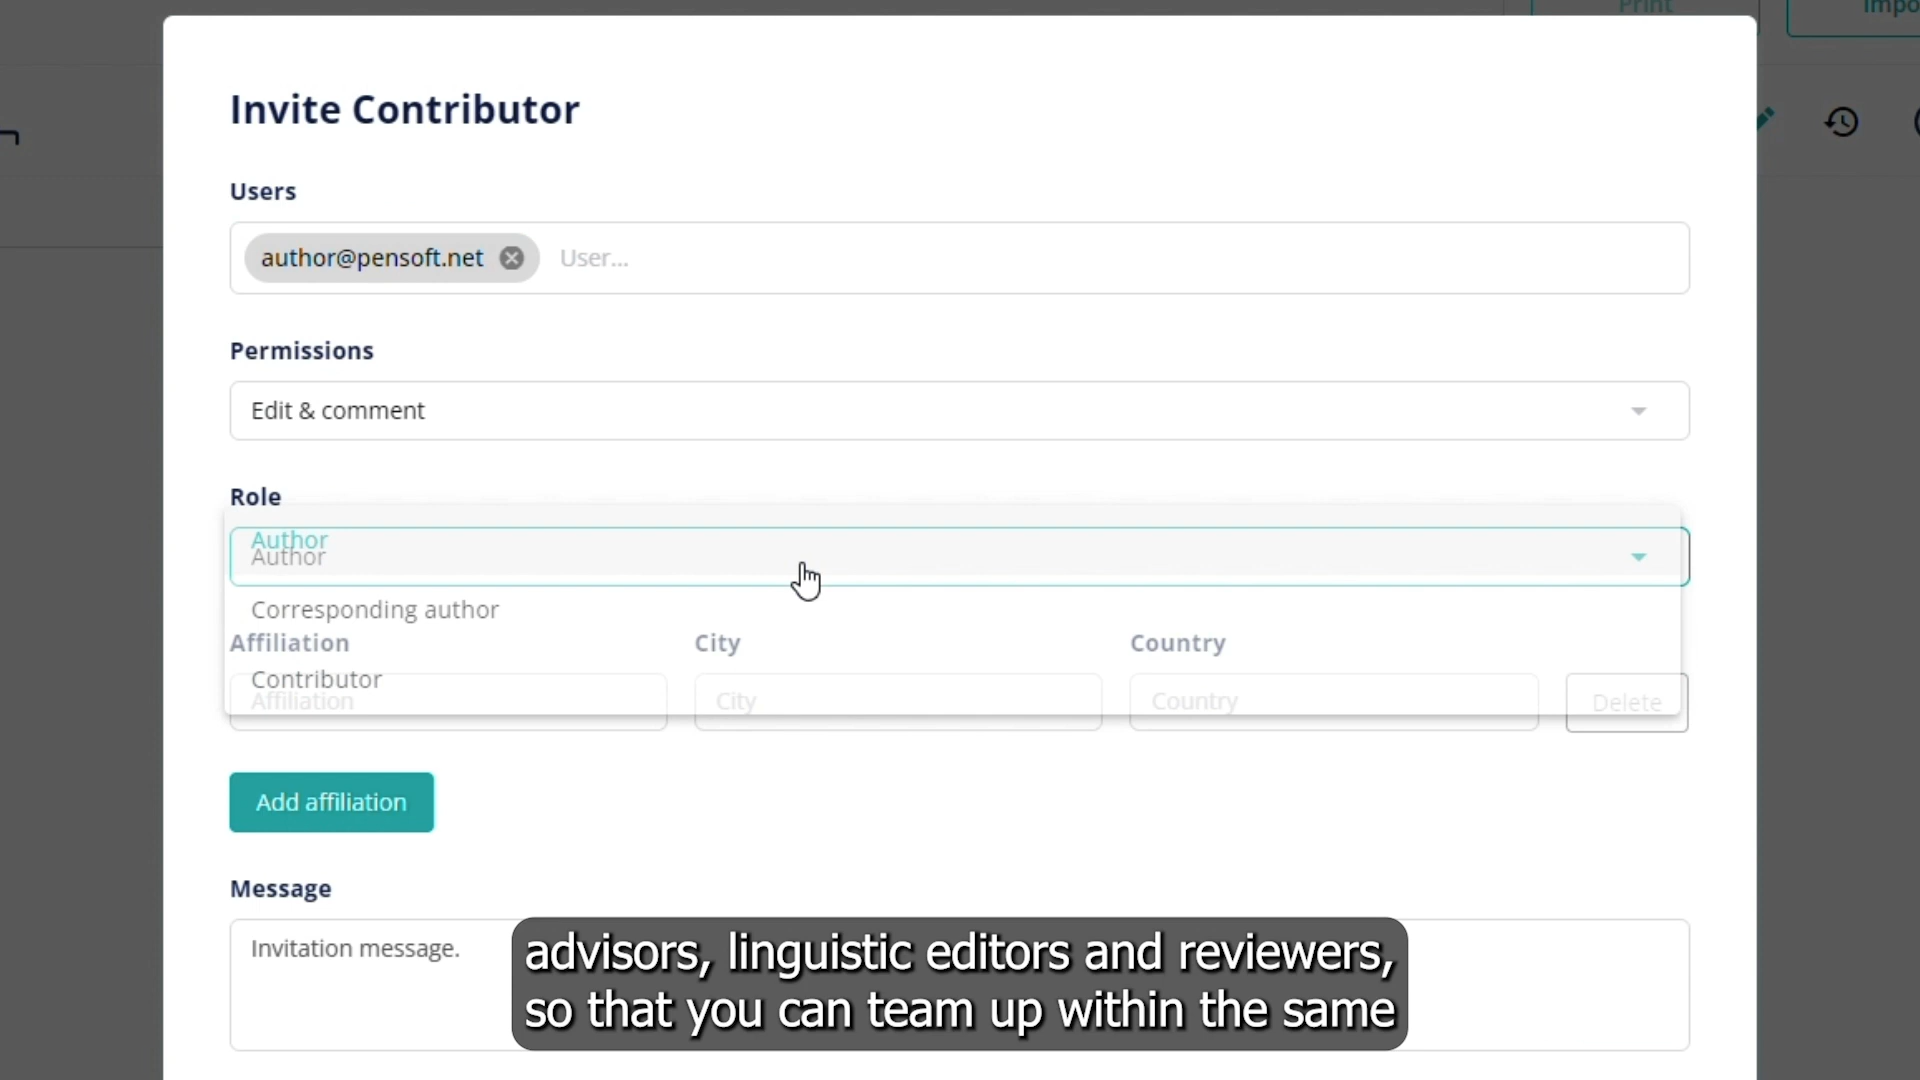 Print
Impo
Invite Contributor
Users
author@pensoft.net User...
Permissions
Edit & comment
Role
Author
Author
Corresponding author
Affiliation City Country
Contributor
Affiliation City Country Delete
Add affiliation
Message
Invitation message.
advisors, linguistic editors and reviewers,
so that you can team up within the same